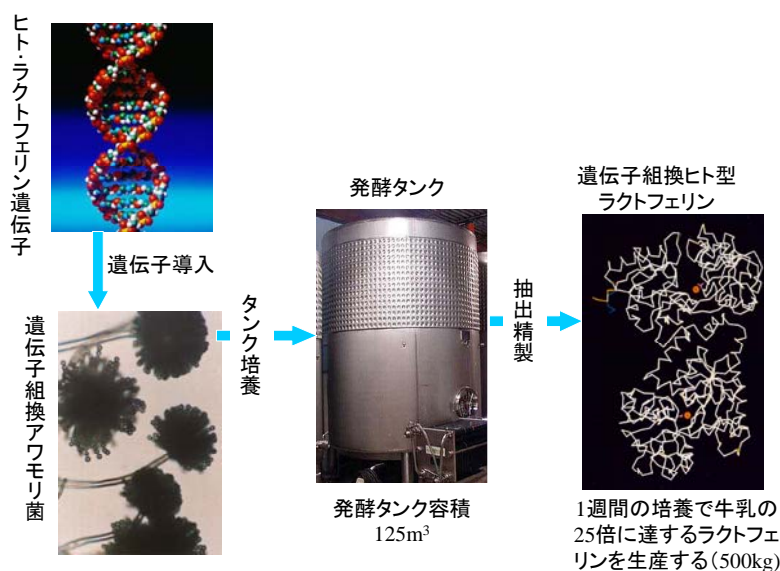 ヒト・ラクトフェリン遺伝子
遺伝子導入
遺伝子組換アワモリ菌
タンク培養
発酵タンク
発酵タンク容積
125m³
抽出精製
遺伝子組換ヒト型
ラクトフェリン
1週間の培養で牛乳の
25倍に達するラクトフェ
リンを生産する(500kg)